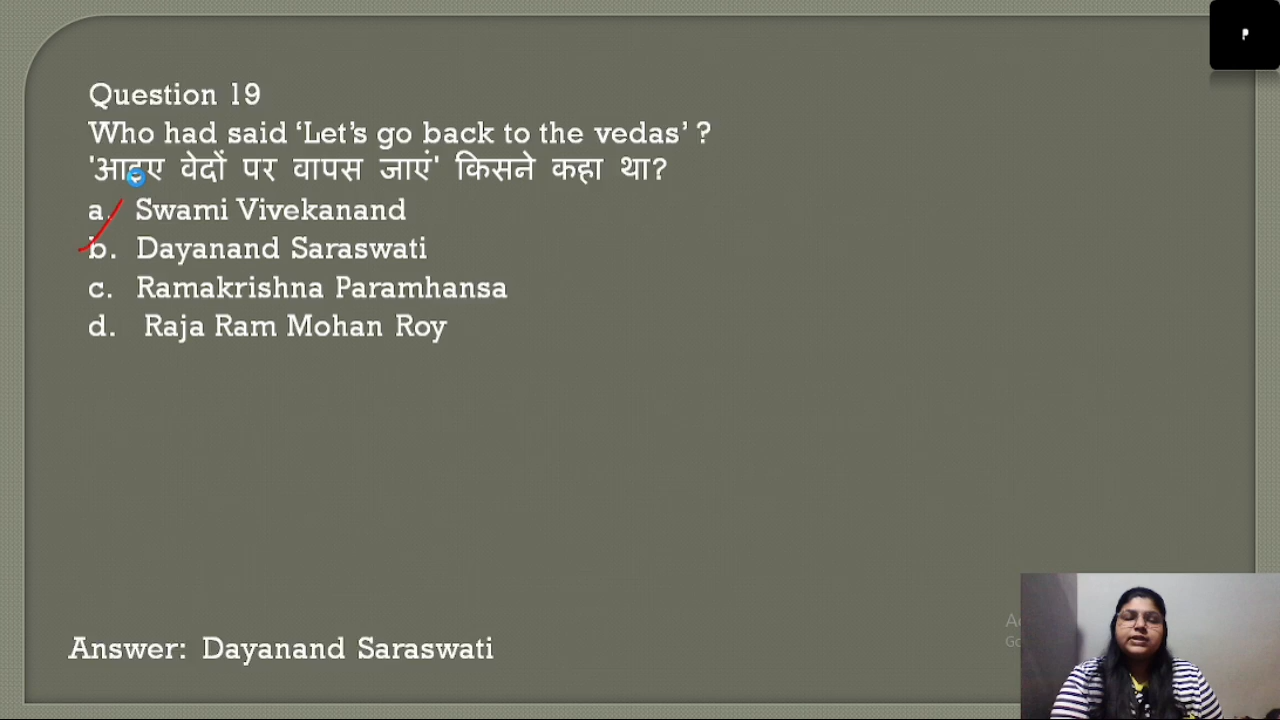 Question 19
Who had said ‘Let’s go back to the vedas’ ?
'आइए वेदों पर वापस जाएं' किसने कहा था?
a. Swami Vivekanand
b. Dayanand Saraswati
c. Ramakrishna Paramhansa
d. Raja Ram Mohan Roy
Answer: Dayanand Saraswati